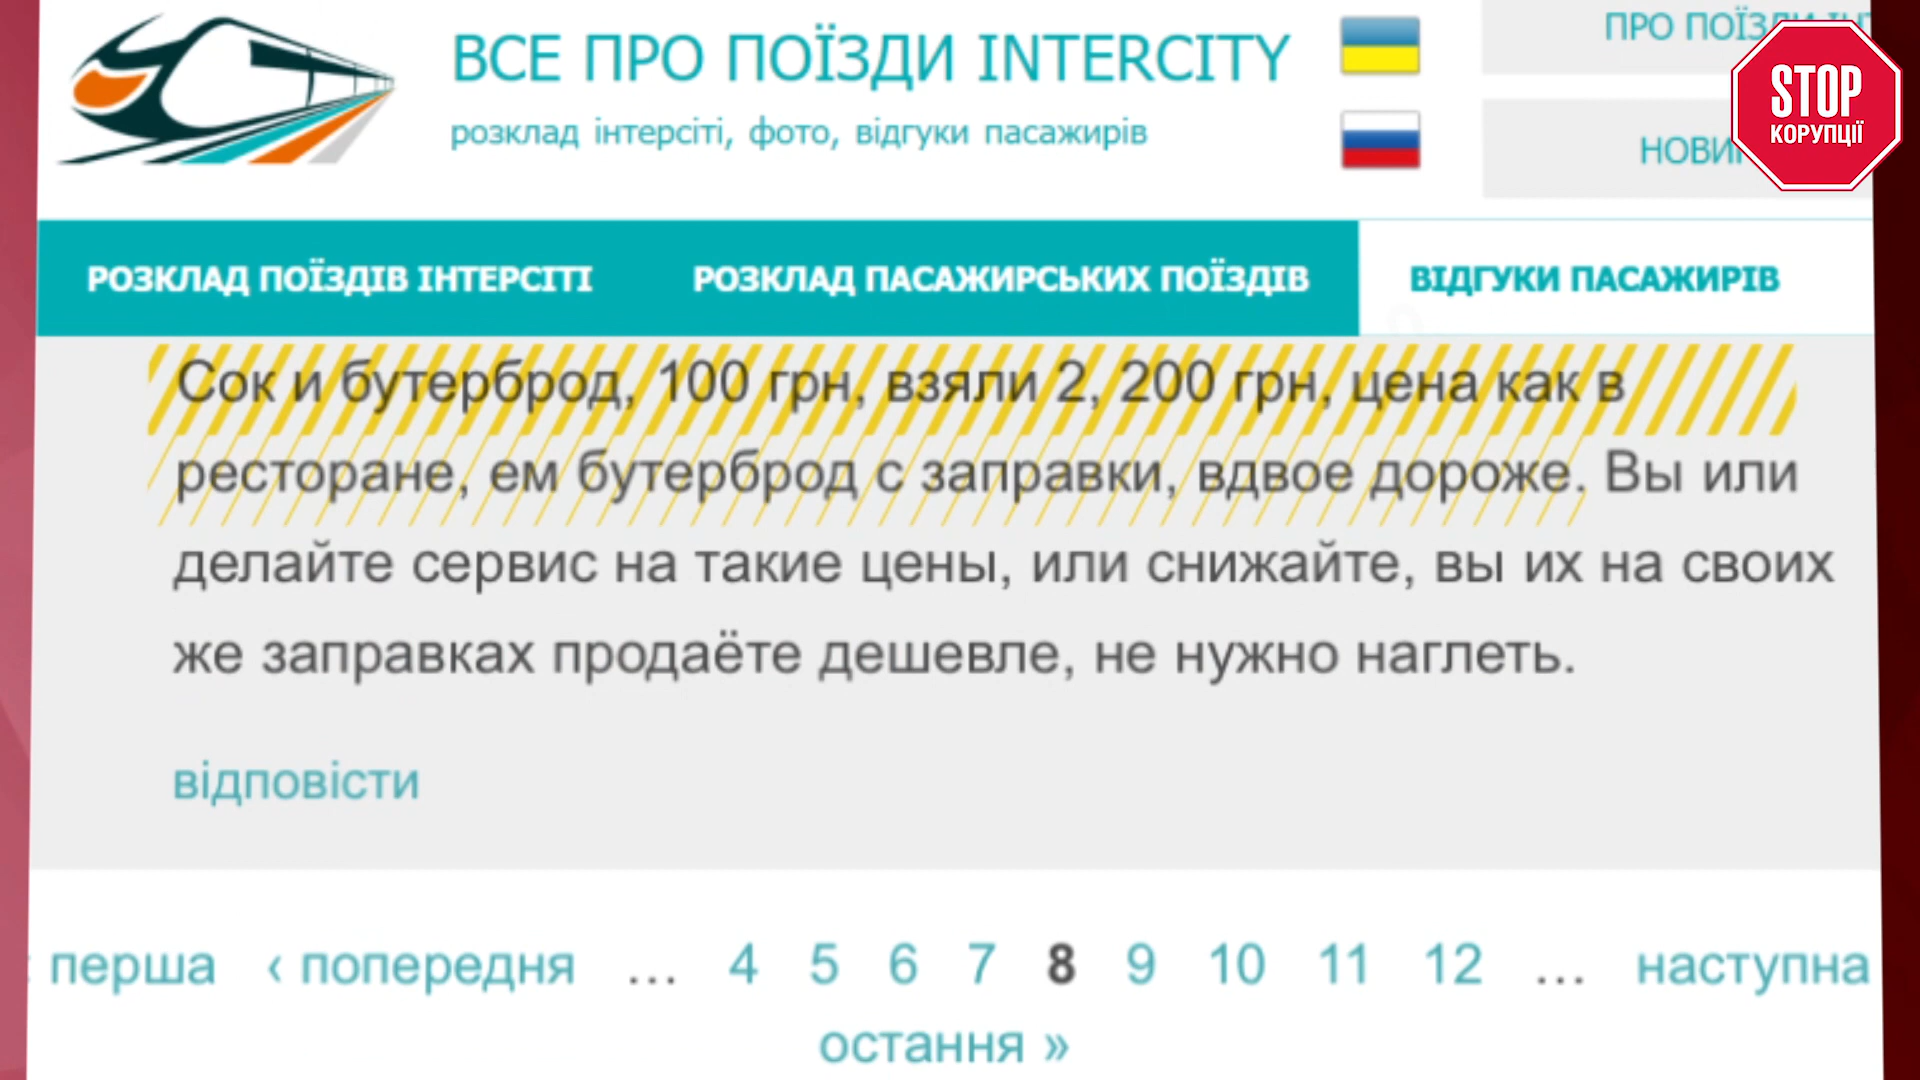 ВСЕ ПРО ПОЇЗДИ INTERCITY
розклад інтерсіті, фото, відгуки пасажирів
ПРО
STOP
КОРУПЦІЇ
РОЗКЛАД ПОЇЗДІВ ІНТЕРСІТІ
РОЗКЛАД ПАСАЖИРСЬКИХ ПОЇЗДІВ
ВІДГУКИ ПАСАЖИРІВ
Сок и бутерброд, 100 грн, взяли 2, 200 грн, цена как в
ресторане, ем бутерброд с заправки, вдвое дороже. Вы или
делайте сервис на такие цены, или снижайте, вы их на своих
же заправках продаёте дешевле, не нужно наглеть.
відповісти
перша ‹ попередня … 4 5 6 7 8 9 10 11 12 … наступна
остання »